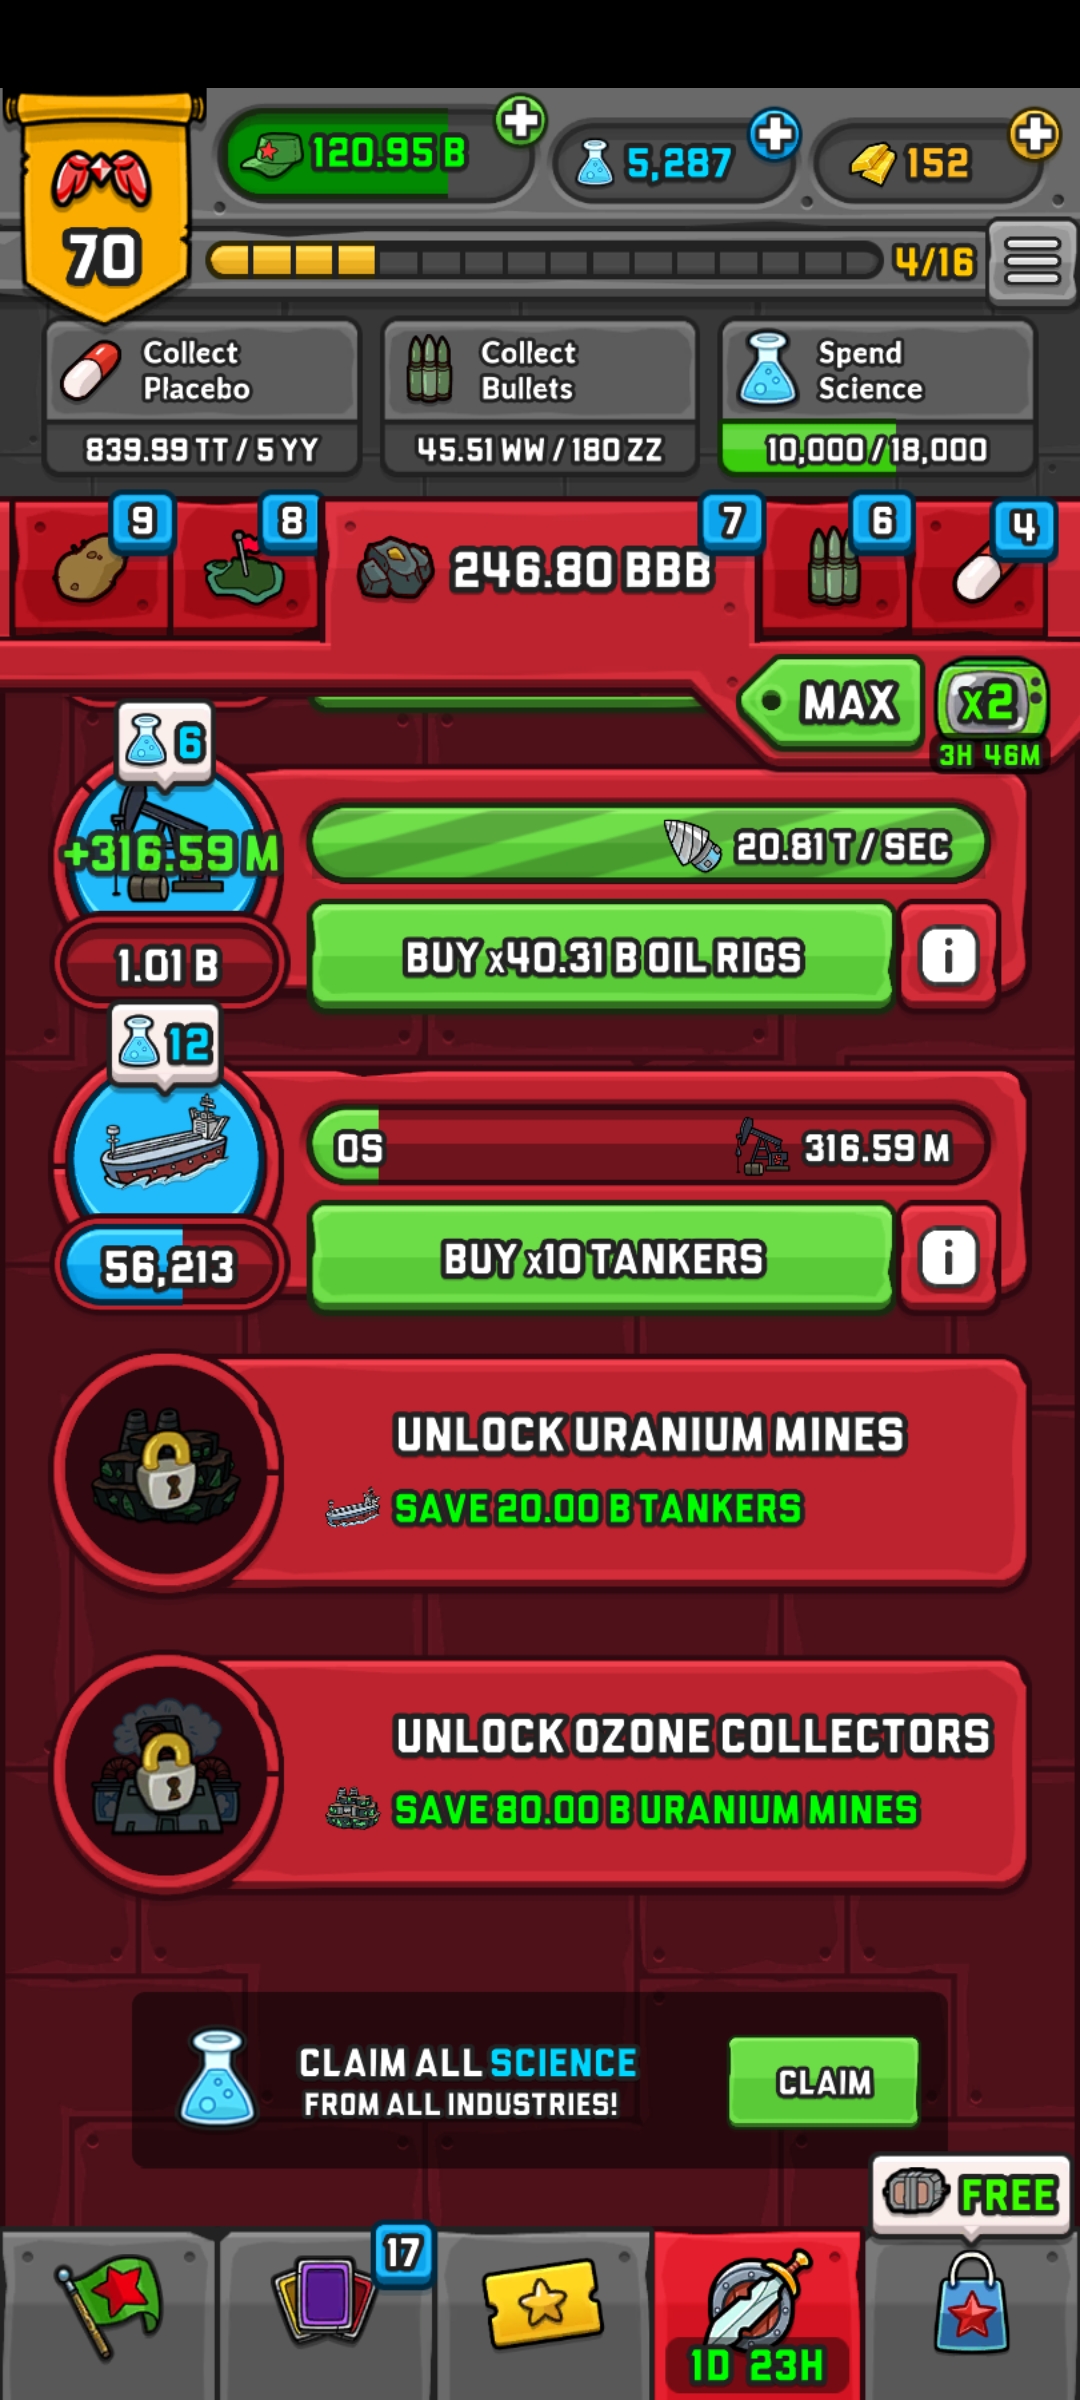 120.95 B
5,287
152
70
4/16
Collect
Placebo
839.99 TT / 5 YY
Collect
Bullets
45.51 WW / 180 ZZ
Spend
Science
10,000 / 18,000
9
8
246.80 BBB
7
6
4
MAX
x2
3H 46M
6
+316.59 M
20.81 T / SEC
1.01 B
BUY x40.31 B OIL RIGS
i
12
0S
316.59 M
56,213
BUY x10 TANKERS
i
UNLOCK URANIUM MINES
SAVE 20.00 B TANKERS
UNLOCK OZONE COLLECTORS
SAVE 80.00 B URANIUM MINES
CLAIM ALL SCIENCE
FROM ALL INDUSTRIES!
CLAIM
FREE
17
1D 23H